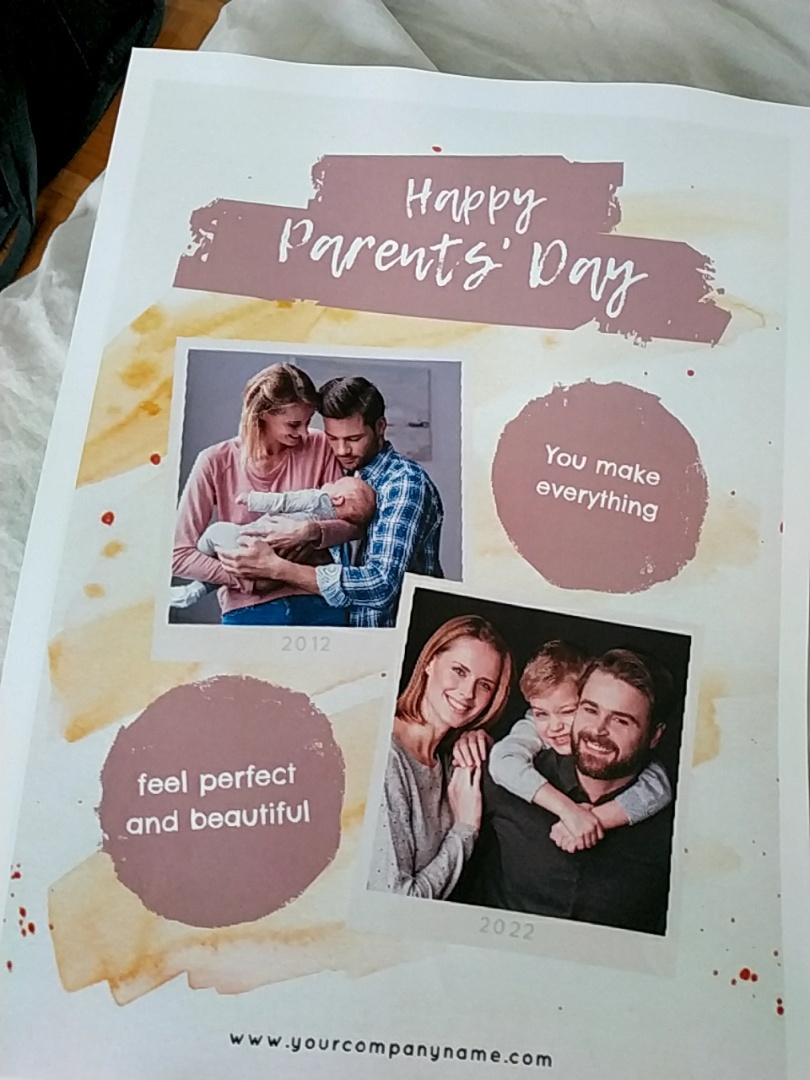 Happy
Parents' Day
You make
everything
2012
feel perfect
and beautiful
2022
www.yourcompanyname.com